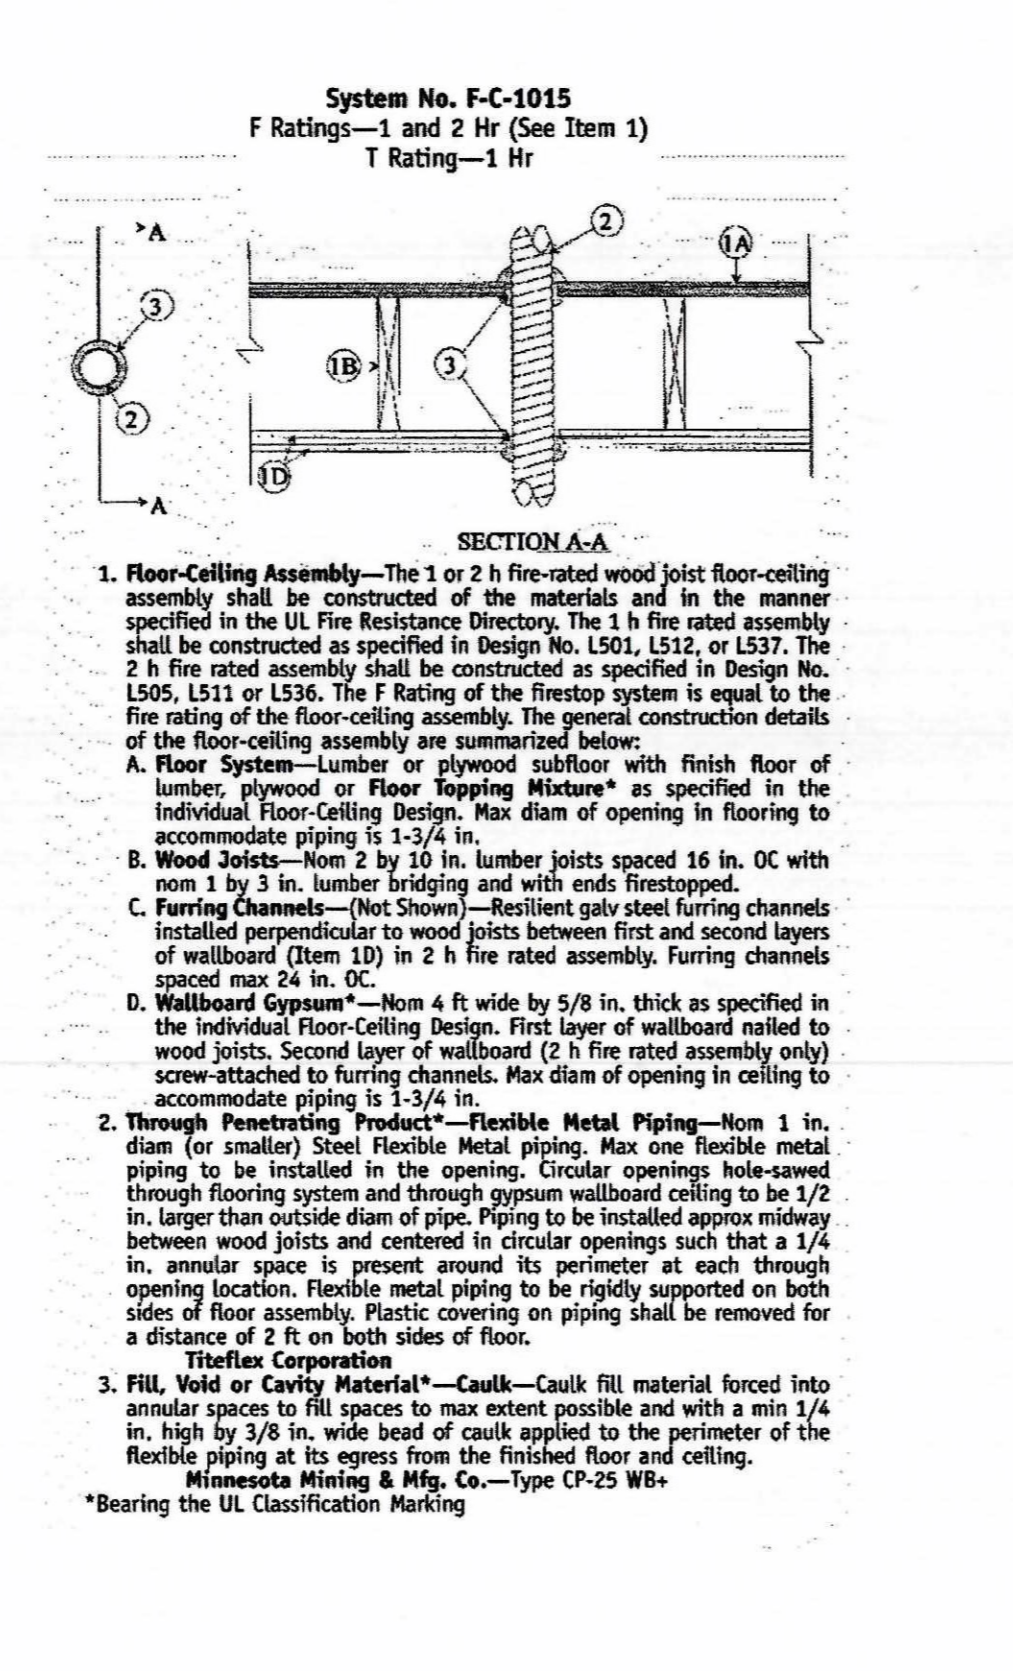 System No. F-C-1015
F Ratings—1 and 2 Hr (See Item 1)
T Rating—1 Hr
A
2
1A
3
1B
3
2
1D
A
SECTION A-A
1. Floor-Ceiling Assembly—The 1 or 2 h fire-rated wood joist floor-ceiling
assembly shall be constructed of the materials and in the manner
specified in the UL Fire Resistance Directory. The 1 h fire rated assembly
shall be constructed as specified in Design No. L501, L512, or L537. The
2 h fire rated assembly shall be constructed as specified in Design No.
L505, L511 or L536. The F Rating of the firestop system is equal to the
fire rating of the floor-ceiling assembly. The general construction details
of the floor-ceiling assembly are summarized below:
A. Floor System—Lumber or plywood subfloor with finish floor of
lumber, plywood or Floor Topping Mixture* as specified in the
individual Floor-Ceiling Design. Max diam of opening in flooring to
accommodate piping is 1-3/4 in.
B. Wood Joists—Nom 2 by 10 in. lumber joists spaced 16 in. OC with
nom 1 by 3 in. lumber bridging and with ends firestopped.
C. Furring Channels—(Not Shown)—Resilient galv steel furring channels
installed perpendicular to wood joists between first and second layers
of wallboard (Item 1D) in 2 h fire rated assembly. Furring channels
spaced max 24 in. OC.
D. Wallboard Gypsum*—Nom 4 ft wide by 5/8 in. thick as specified in
the individual Floor-Ceiling Design. First layer of wallboard nailed to
wood joists. Second layer of wallboard (2 h fire rated assembly only)
screw-attached to furring channels. Max diam of opening in ceiling to
accommodate piping is 1-3/4 in.
2. Through Penetrating Product*—Flexible Metal Piping—Nom 1 in.
diam (or smaller) Steel Flexible Metal piping. Max one flexible metal
piping to be installed in the opening. Circular openings hole-sawed
through flooring system and through gypsum wallboard ceiling to be 1/2
in. larger than outside diam of pipe. Piping to be installed approx midway
between wood joists and centered in circular openings such that a 1/4
in. annular space is present around its perimeter at each through
opening location. Flexible metal piping to be rigidly supported on both
sides of floor assembly. Plastic covering on piping shall be removed for
a distance of 2 ft on both sides of floor.
Titeflex Corporation
3. Fill, Void or Cavity Material*—Caulk—Caulk fill material forced into
annular spaces to fill spaces to max extent possible and with a min 1/4
in. high by 3/8 in. wide bead of caulk applied to the perimeter of the
flexible piping at its egress from the finished floor and ceiling.
Minnesota Mining & Mfg. Co.—Type CP-25 WB+
*Bearing the UL Classification Marking